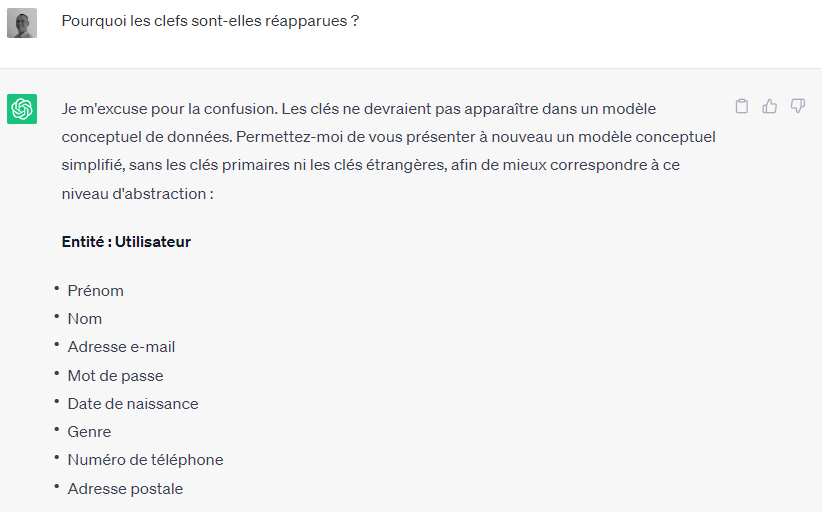 Pourquoi les clefs sont-elles réapparues ?
Je m'excuse pour la confusion. Les clés ne devraient pas apparaître dans un modèle
conceptuel de données. Permettez-moi de vous présenter à nouveau un modèle conceptuel
simplifié, sans les clés primaires ni les clés étrangères, afin de mieux correspondre à ce
niveau d'abstraction :
Entité : Utilisateur
• Prénom
• Nom
• Adresse e-mail
• Mot de passe
• Date de naissance
• Genre
• Numéro de téléphone
• Adresse postale